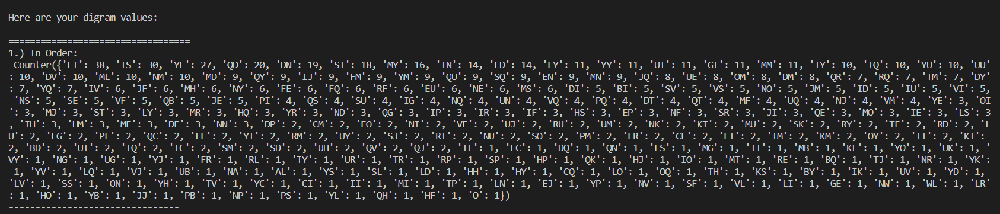 ==================================
Here are your digram values:
==================================
1.) In Order:
Counter({'FI': 38, 'IS': 30, 'YF': 27, 'QD': 20, 'DN': 19, 'SI': 18, 'MY': 16, 'IN': 14, 'ED': 14, 'EY': 11, 'YY': 11, 'UI': 11, 'GI': 11, 'MM': 11, 'IY': 10, 'IQ': 10, 'YU': 10, 'UU'
: 10, 'DV': 10, 'ML': 10, 'NM': 10, 'MD': 9, 'QY': 9, 'IJ': 9, 'FM': 9, 'YM': 9, 'QU': 9, 'SQ': 9, 'EN': 9, 'MN': 9, 'JQ': 8, 'UE': 8, 'OM': 8, 'DM': 8, 'QR': 7, 'RQ': 7, 'TM': 7, 'DY'
: 7, 'YQ': 7, 'IV': 6, 'JF': 6, 'MH': 6, 'NY': 6, 'FE': 6, 'FQ': 6, 'RF': 6, 'EU': 6, 'NE': 6, 'MS': 6, 'DI': 5, 'BI': 5, 'SV': 5, 'VS': 5, 'NO': 5, 'JM': 5, 'ID': 5, 'IU': 5, 'VI': 5,
'NS': 5, 'SE': 5, 'VF': 5, 'QB': 5, 'JE': 5, 'PI': 4, 'QS': 4, 'SU': 4, 'IG': 4, 'NQ': 4, 'UN': 4, 'VQ': 4, 'PQ': 4, 'DT': 4, 'QT': 4, 'MF': 4, 'UQ': 4, 'NJ': 4, 'VM': 4, 'YE': 3, 'OI
': 3, 'MJ': 3, 'ST': 3, 'LY': 3, 'MR': 3, 'HQ': 3, 'YR': 3, 'ND': 3, 'QG': 3, 'IP': 3, 'IR': 3, 'IF': 3, 'HS': 3, 'EP': 3, 'NF': 3, 'SR': 3, 'JI': 3, 'QE': 3, 'MO': 3, 'IE': 3, 'LS': 3
, 'IH': 3, 'HM': 3, 'ME': 3, 'DE': 3, 'NN': 3, 'DP': 2, 'CM': 2, 'EO': 2, 'NI': 2, 'VE': 2, 'UJ': 2, 'RU': 2, 'UM': 2, 'NK': 2, 'KT': 2, 'MU': 2, 'SK': 2, 'RY': 2, 'TF': 2, 'RD': 2, 'L
U': 2, 'EG': 2, 'PF': 2, 'QC': 2, 'LE': 2, 'YI': 2, 'RM': 2, 'UY': 2, 'SJ': 2, 'RI': 2, 'NU': 2, 'SO': 2, 'PM': 2, 'ER': 2, 'CE': 2, 'EI': 2, 'IM': 2, 'KM': 2, 'OY': 2, 'IT': 2, 'KI':
2, 'BD': 2, 'UT': 2, 'TQ': 2, 'IC': 2, 'SM': 2, 'SD': 2, 'UH': 2, 'QV': 2, 'QJ': 2, 'IL': 1, 'LC': 1, 'DQ': 1, 'QN': 1, 'ES': 1, 'MG': 1, 'TI': 1, 'MB': 1, 'KL': 1, 'YO': 1, 'UK': 1, '
VY': 1, 'NG': 1, 'UG': 1, 'YJ': 1, 'FR': 1, 'RL': 1, 'TY': 1, 'UR': 1, 'TR': 1, 'RP': 1, 'SP': 1, 'HP': 1, 'QK': 1, 'HJ': 1, 'IO': 1, 'MT': 1, 'RE': 1, 'BQ': 1, 'TJ': 1, 'NR': 1, 'YK':
1, 'YV': 1, 'LQ': 1, 'VJ': 1, 'UB': 1, 'NA': 1, 'AL': 1, 'YS': 1, 'SL': 1, 'LD': 1, 'HH': 1, 'HY': 1, 'CQ': 1, 'LO': 1, 'OQ': 1, 'TH': 1, 'KS': 1, 'BY': 1, 'IK': 1, 'UV': 1, 'YD': 1,
'LV': 1, 'SS': 1, 'ON': 1, 'YH': 1, 'TV': 1, 'YC': 1, 'CI': 1, 'II': 1, 'MI': 1, 'TP': 1, 'LN': 1, 'EJ': 1, 'YP': 1, 'NV': 1, 'SF': 1, 'VL': 1, 'LI': 1, 'GE': 1, 'NW': 1, 'WL': 1, 'LR'
: 1, 'HO': 1, 'YB': 1, 'JJ': 1, 'PB': 1, 'NP': 1, 'PS': 1, 'YL': 1, 'QH': 1, 'HF': 1, 'O': 1})
--------------------------------